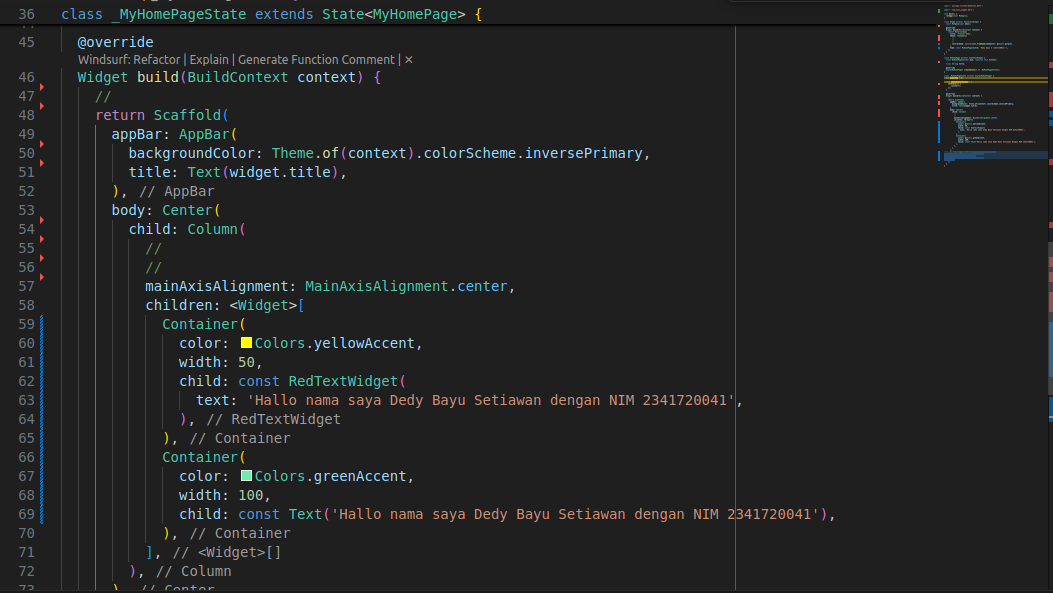 36 class _MyHomePageState extends State<MyHomePage> {
45 @override
Windsurf: Refactor | Explain | Generate Function Comment | ×
46 Widget build(BuildContext context) {
47 //
48 return Scaffold(
49 appBar: AppBar(
50 backgroundColor: Theme.of(context).colorScheme.inversePrimary,
51 title: Text(widget.title),
52 ), // AppBar
53 body: Center(
54 child: Column(
55 //
56 //
57 mainAxisAlignment: MainAxisAlignment.center,
58 children: <Widget>[
59 Container(
60 color: Colors.yellowAccent,
61 width: 50,
62 child: const RedTextWidget(
63 text: 'Hallo nama saya Dedy Bayu Setiawan dengan NIM 2341720041',
64 ), // RedTextWidget
65 ), // Container
66 Container(
67 color: Colors.greenAccent,
68 width: 100,
69 child: const Text('Hallo nama saya Dedy Bayu Setiawan dengan NIM 2341720041'),
70 ), // Container
71 ], // <Widget>[]
72 ), // Column
73 ), // Center